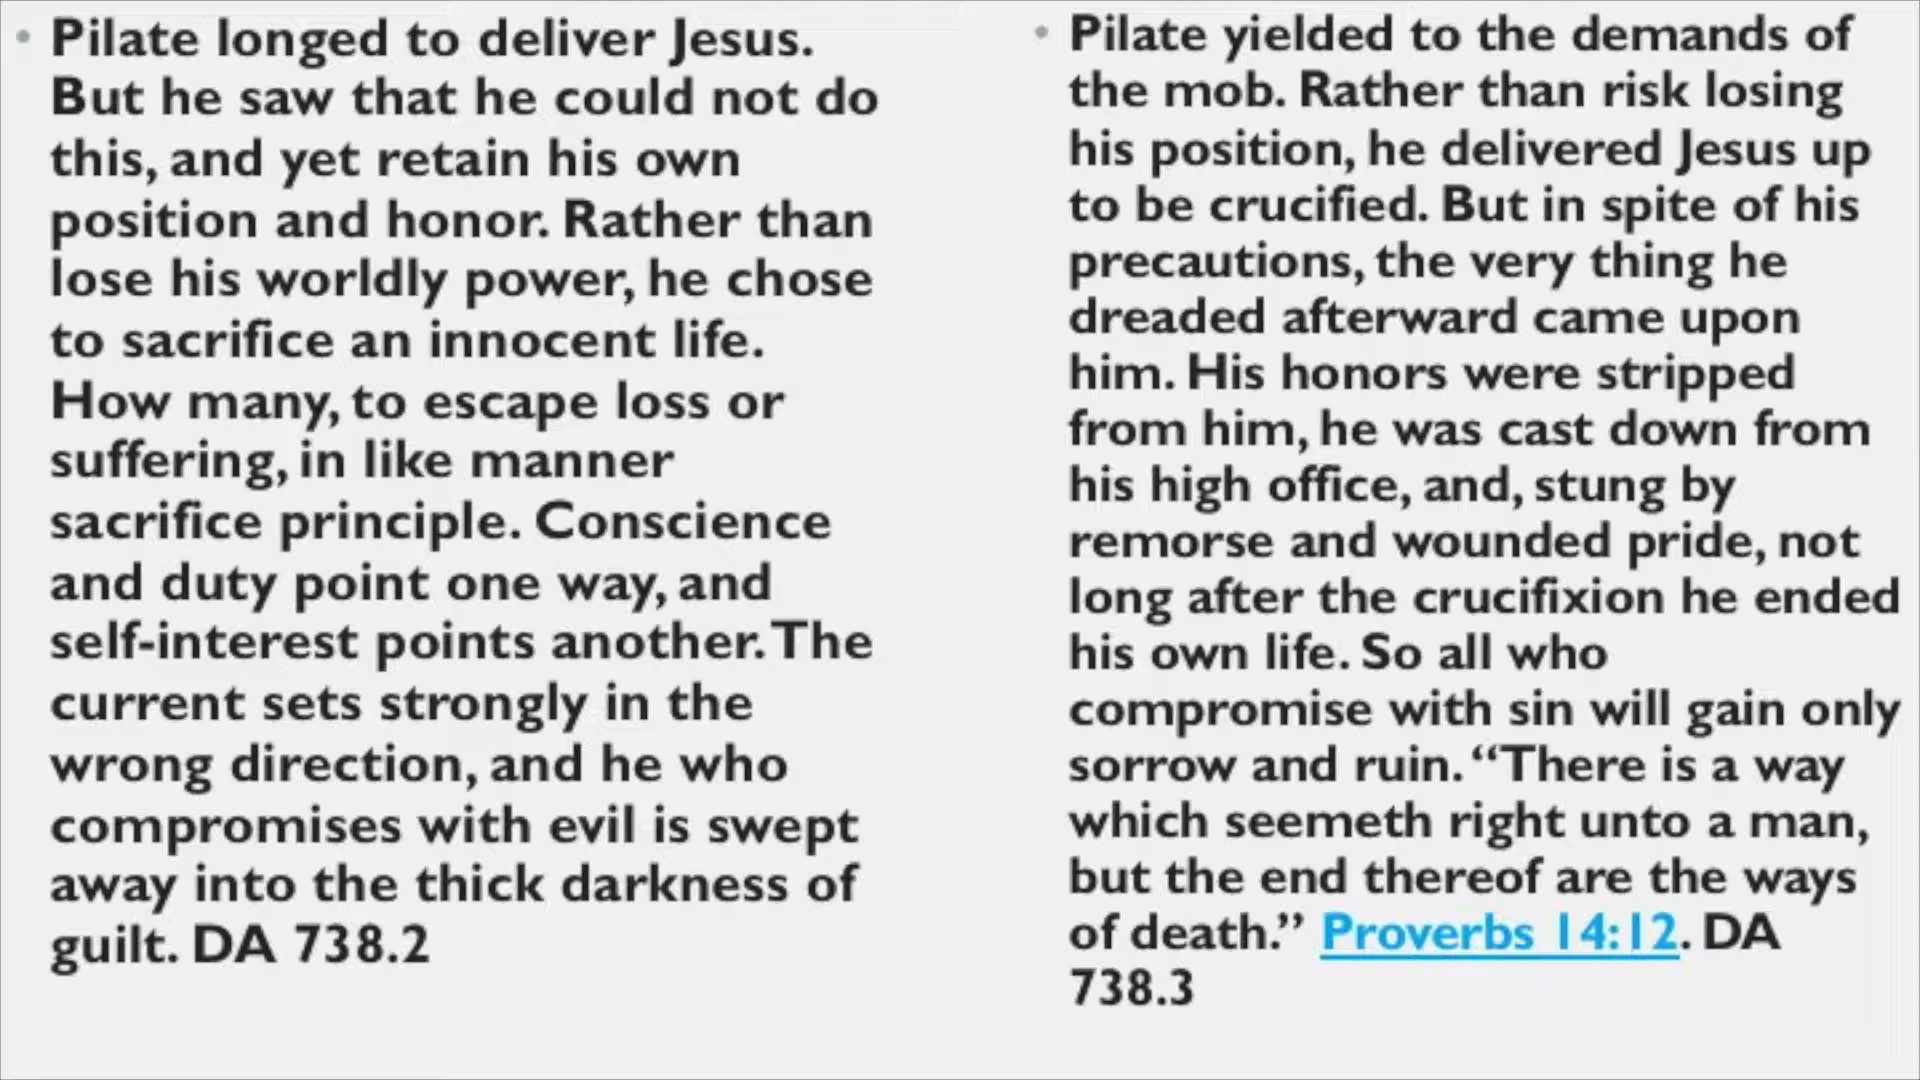 • Pilate longed to deliver Jesus.
But he saw that he could not do
this, and yet retain his own
position and honor. Rather than
lose his worldly power, he chose
to sacrifice an innocent life.
How many, to escape loss or
suffering, in like manner
sacrifice principle. Conscience
and duty point one way, and
self-interest points another. The
current sets strongly in the
wrong direction, and he who
compromises with evil is swept
away into the thick darkness of
guilt. DA 738.2
• Pilate yielded to the demands of
the mob. Rather than risk losing
his position, he delivered Jesus up
to be crucified. But in spite of his
precautions, the very thing he
dreaded afterward came upon
him. His honors were stripped
from him, he was cast down from
his high office, and, stung by
remorse and wounded pride, not
long after the crucifixion he ended
his own life. So all who
compromise with sin will gain only
sorrow and ruin. “There is a way
which seemeth right unto a man,
but the end thereof are the ways
of death.” Proverbs 14:12. DA
738.3